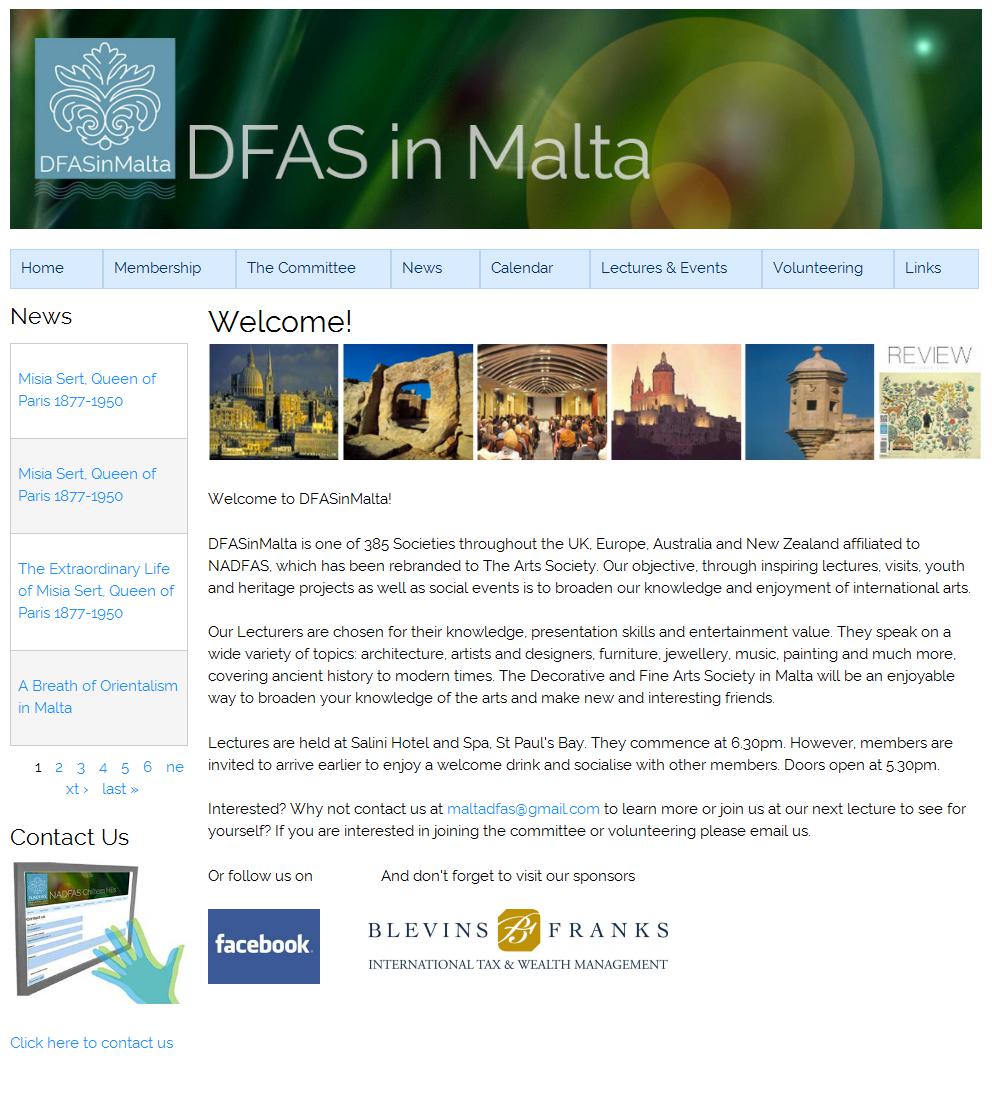 DFASinMalta
DFAS in Malta
Home
Membership
The Committee
News
Calendar
Lectures & Events
Volunteering
Links
News
Misia Sert, Queen of
Paris 1877-1950
Misia Sert, Queen of
Paris 1877-1950
The Extraordinary Life
of Misia Sert, Queen of
Paris 1877-1950
A Breath of Orientalism
in Malta
1 2 3 4 5 6 ne
xt › last »
Contact Us
NADFAS Chiltern Hills
Contact us
Click here to contact us
Welcome!
REVIEW
Welcome to DFASinMalta!
DFASinMalta is one of 385 Societies throughout the UK, Europe, Australia and New Zealand affiliated to
NADFAS, which has been rebranded to The Arts Society. Our objective, through inspiring lectures, visits, youth
and heritage projects as well as social events is to broaden our knowledge and enjoyment of international arts.
Our Lecturers are chosen for their knowledge, presentation skills and entertainment value. They speak on a
wide variety of topics: architecture, artists and designers, furniture, jewellery, music, painting and much more,
covering ancient history to modern times. The Decorative and Fine Arts Society in Malta will be an enjoyable
way to broaden your knowledge of the arts and make new and interesting friends.
Lectures are held at Salini Hotel and Spa, St Paul's Bay. They commence at 6.30pm. However, members are
invited to arrive earlier to enjoy a welcome drink and socialise with other members. Doors open at 5.30pm.
Interested? Why not contact us at maltadfas@gmail.com to learn more or join us at our next lecture to see for
yourself? If you are interested in joining the committee or volunteering please email us.
Or follow us on And don't forget to visit our sponsors
facebook.
BLEVINS BF FRANKS
INTERNATIONAL TAX & WEALTH MANAGEMENT